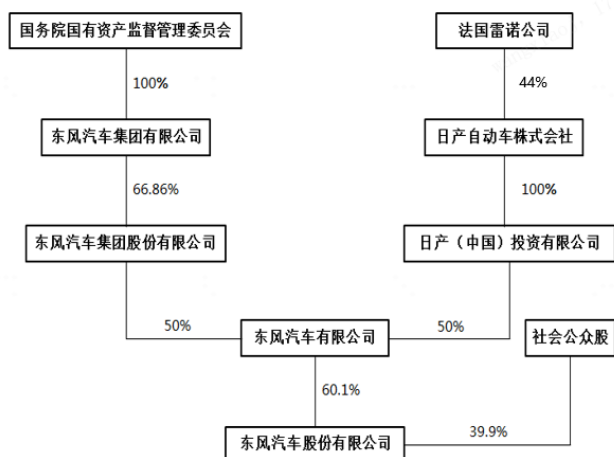 国务院国有资产监督管理委员会
法国雷诺公司
100%
44%
东风汽车集团有限公司
日产自动车株式会社
66.86%
100%
东风汽车集团股份有限公司
日产（中国）投资有限公司
50%
东风汽车有限公司
50%
社会公众股
60.1%
东风汽车股份有限公司
39.9%